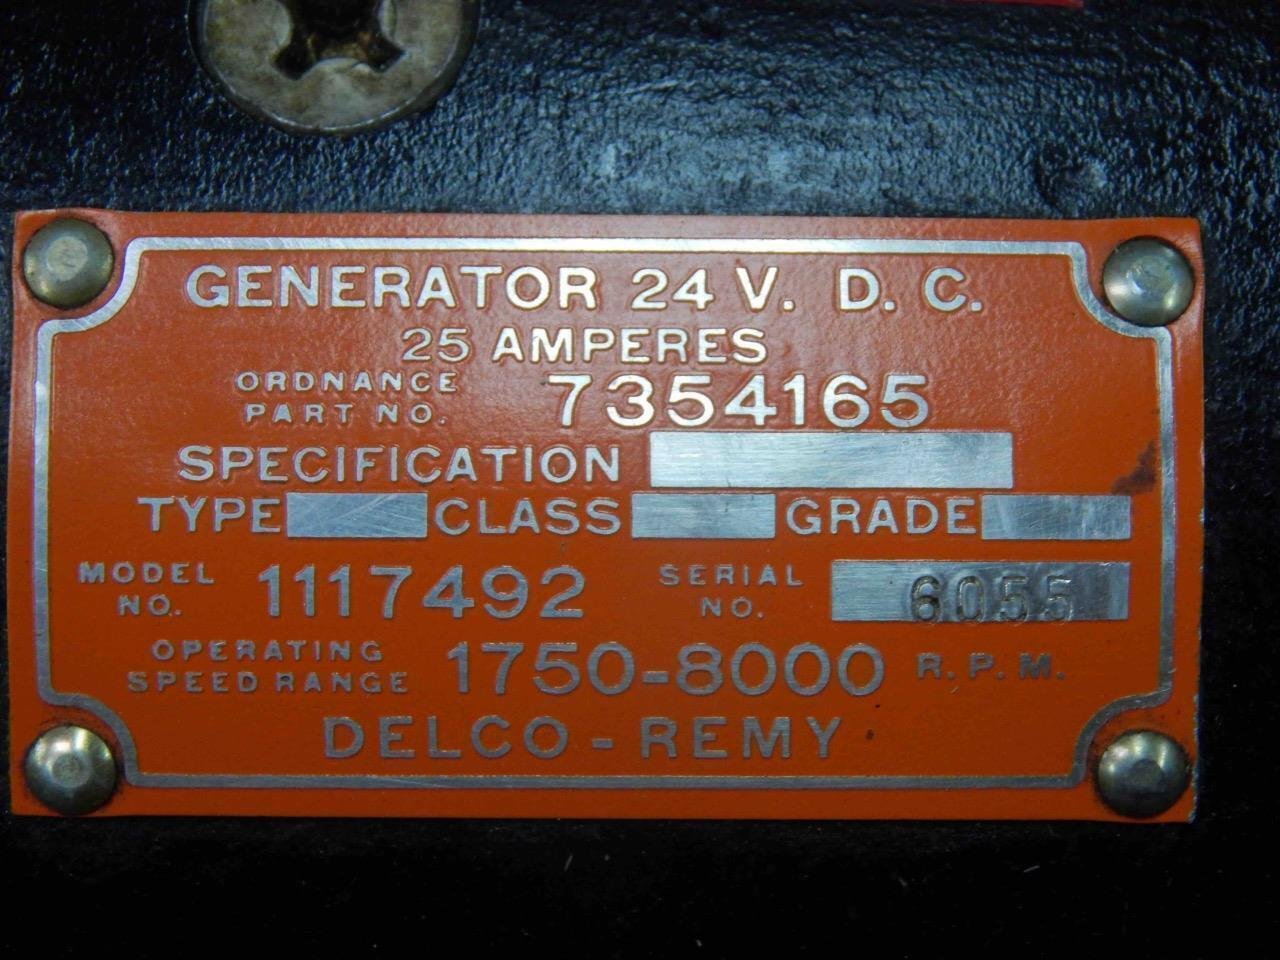 GENERATOR 24 V. D. C.
25 AMPERES
ORDNANCE
PART NO. 7354165
SPECIFICATION
TYPE CLASS GRADE
MODEL
NO. 1117492 SERIAL
NO. 6055
OPERATING
SPEED RANGE 1750-8000 R.P.M.
DELCO-REMY